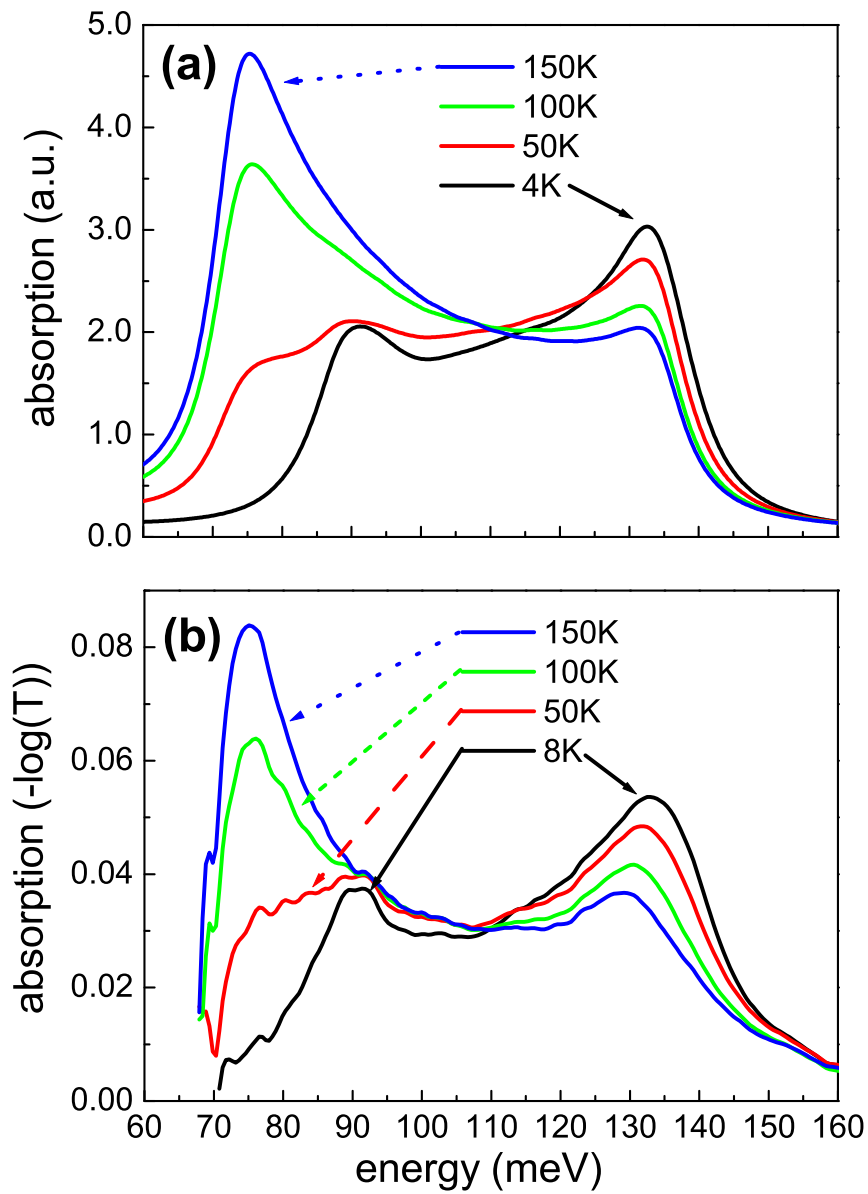 5.0
(a)
150K
4.0
100K
50K
4K
3.0
2.0
1.0
0.0
absorption (a.u.)
(b)
150K
0.08
100K
50K
8K
0.06
0.04
0.02
0.00
absorption (-log(T))
60 70 80 90 100 110 120 130 140 150 160
energy (meV)